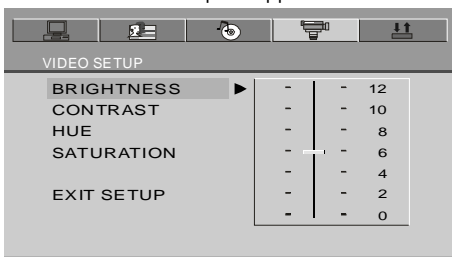 VIDEO SETUP
BRIGHTNESS
CONTRAST
HUE
SATURATION
EXIT SETUP
12
10
8
6
4
2
0